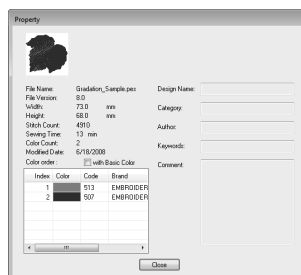 Property
File Name: Gradation_Sample.pes
File Version: 8.0
Width: 73.0 mm
Height: 68.0 mm
Stitch Count: 4910
Sewing Time: 13 min
Color Count: 2
Modified Date: 6/18/2008
Color order : with Basic Color
Index Color Code Brand
1 513 EMBROIDER
2 507 EMBROIDER
Design Name:
Category:
Author:
Keywords:
Comment:
Close